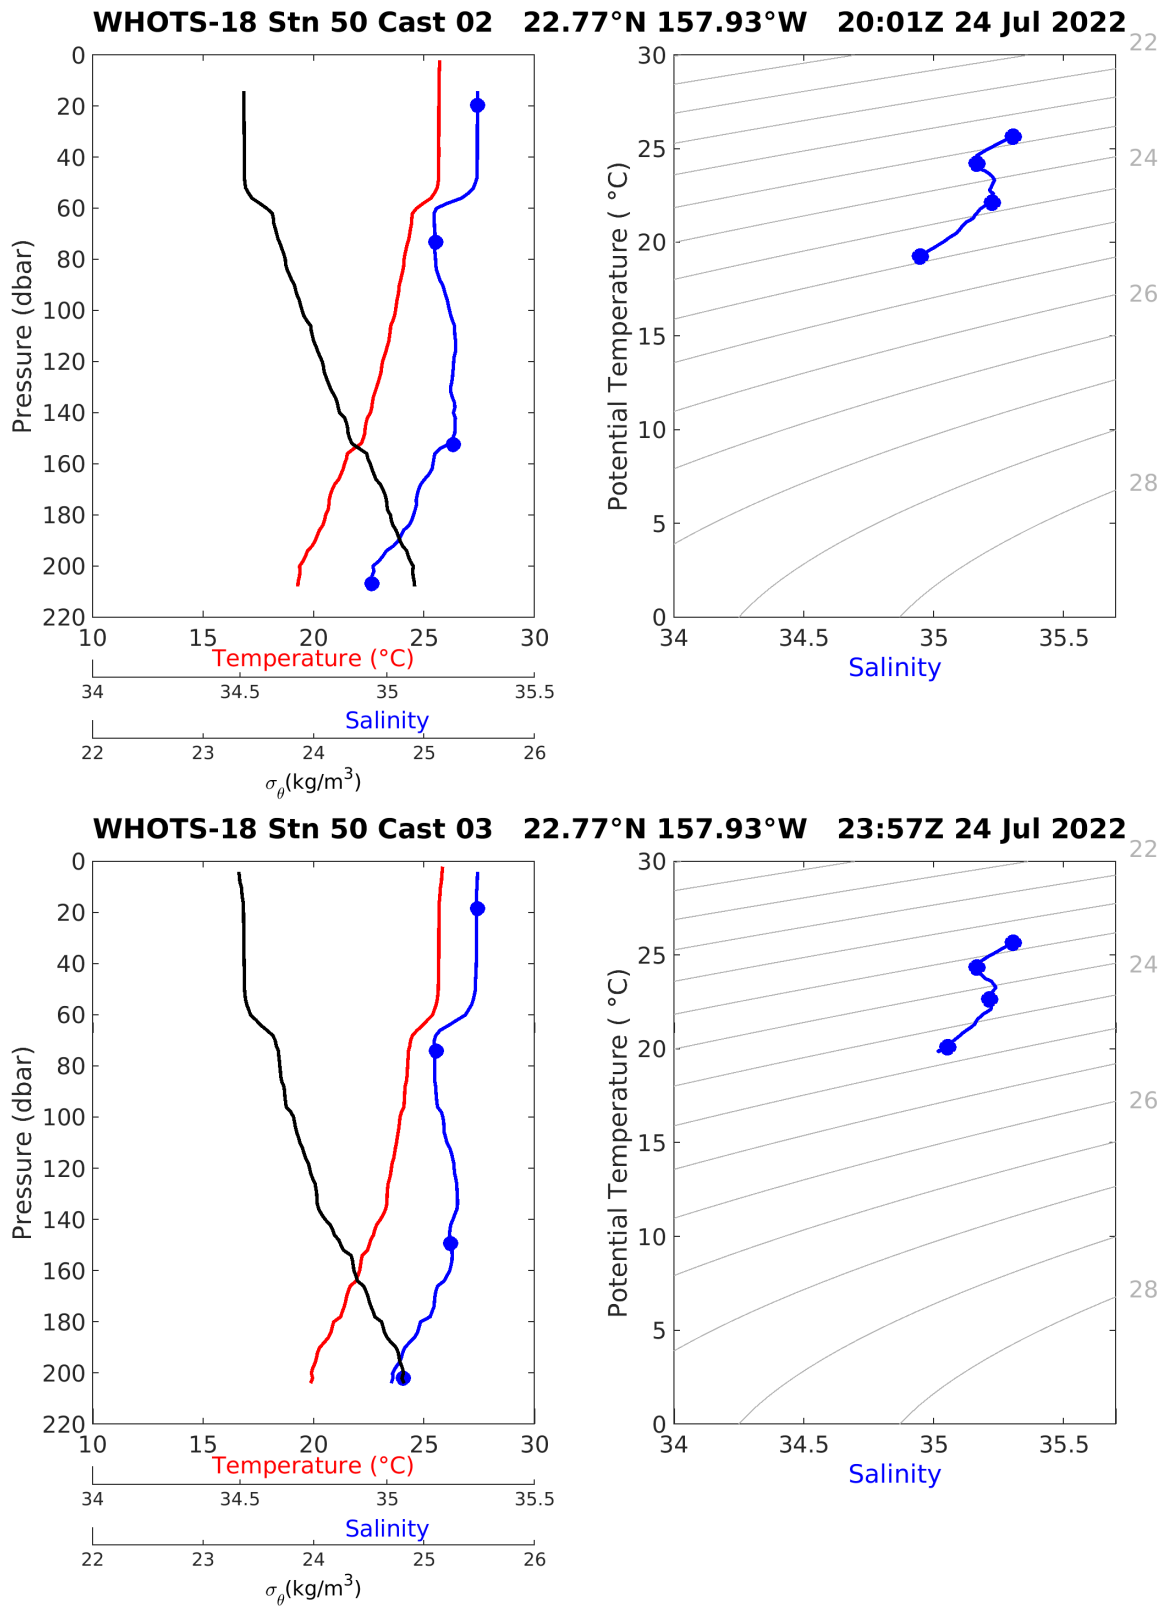 WHOTS-18 Stn 50 Cast 02   22.77°N 157.93°W   20:01Z 24 Jul 2022
0
20
40
60
80
100
120
140
160
180
200
220
Pressure (dbar)
10 15 20 25 30
Temperature (°C)
34 34.5 35 35.5
Salinity
22 23 24 25 26
σθ(kg/m3)
30
25
20
15
10
5
0
Potential Temperature ( °C)
34 34.5 35 35.5
Salinity
22
24
26
28
WHOTS-18 Stn 50 Cast 03   22.77°N 157.93°W   23:57Z 24 Jul 2022
0
20
40
60
80
100
120
140
160
180
200
220
Pressure (dbar)
10 15 20 25 30
Temperature (°C)
34 34.5 35 35.5
Salinity
22 23 24 25 26
σθ(kg/m3)
30
25
20
15
10
5
0
Potential Temperature ( °C)
34 34.5 35 35.5
Salinity
22
24
26
28